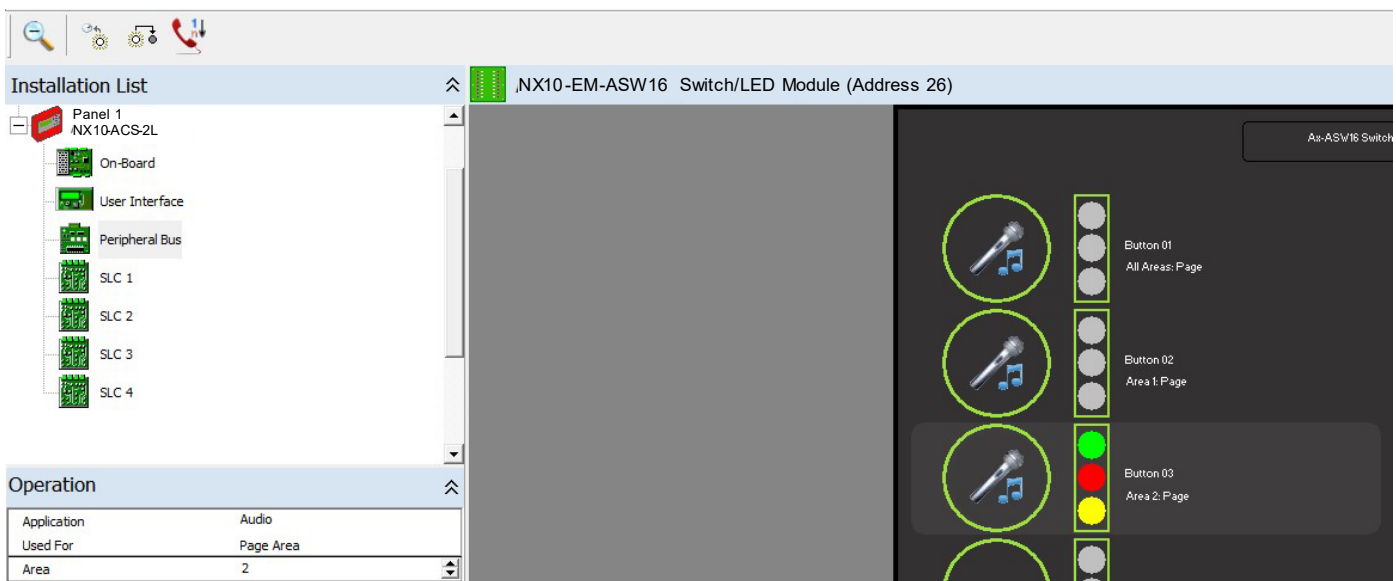 Installation List
NX10-EM-ASW16 Switch/LED Module (Address 26)
Panel 1
NX10-ACS-2L
On-Board
User Interface
Peripheral Bus
SLC 1
SLC 2
SLC 3
SLC 4
Operation
Application Audio
Used For Page Area
Area 2
Ax-ASW16 Switch
Button 01
All Areas: Page
Button 02
Area 1: Page
Button 03
Area 2: Page